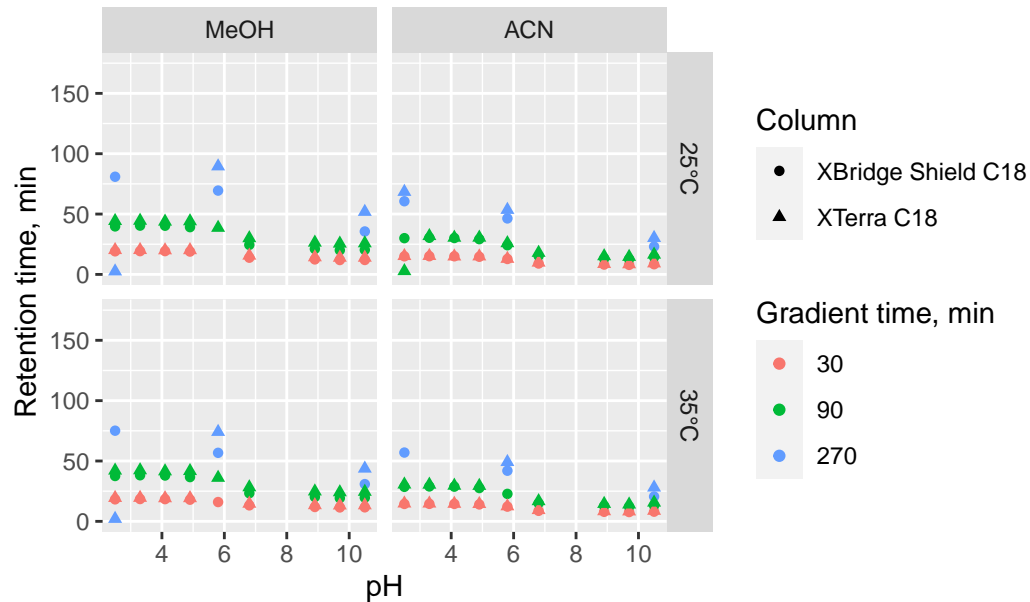 MeOH
ACN
150
100
50
0
25°C
150
100
50
0
35°C
4 6 8 10
4 6 8 10
Retention time, min
pH
Column
XBridge Shield C18
XTerra C18
Gradient time, min
30
90
270